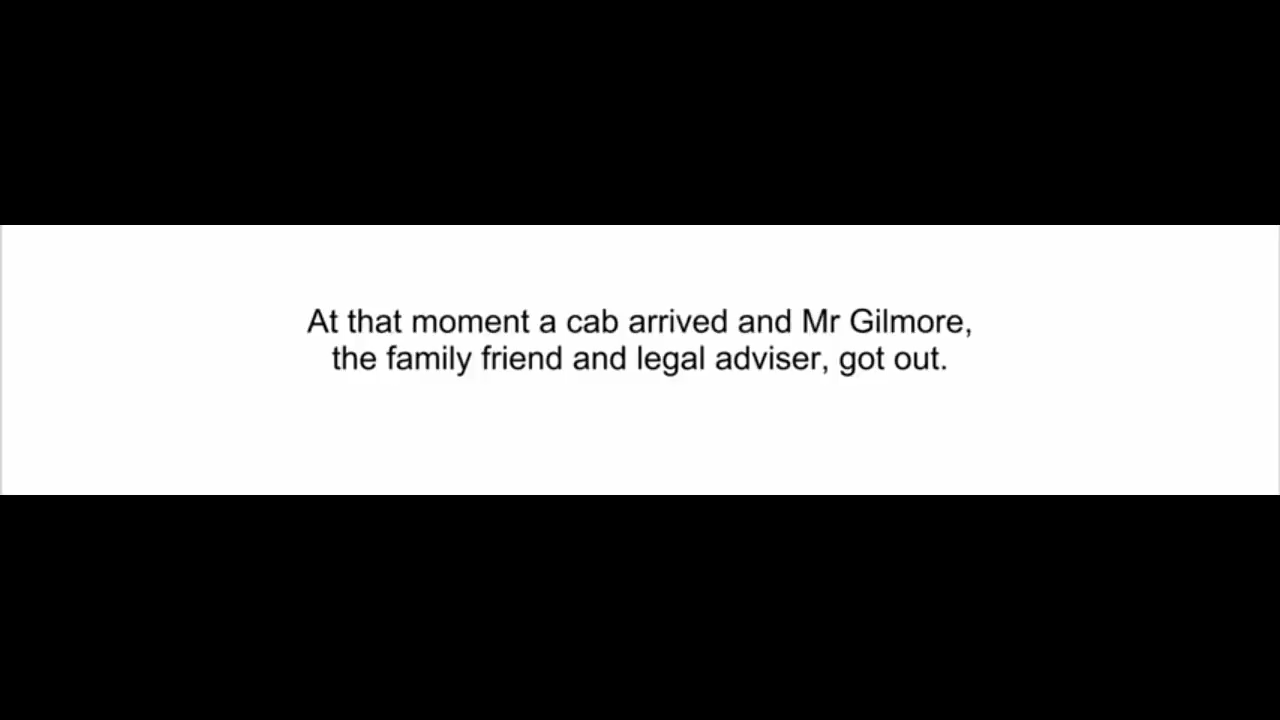 At that moment a cab arrived and Mr Gilmore,
the family friend and legal adviser, got out.